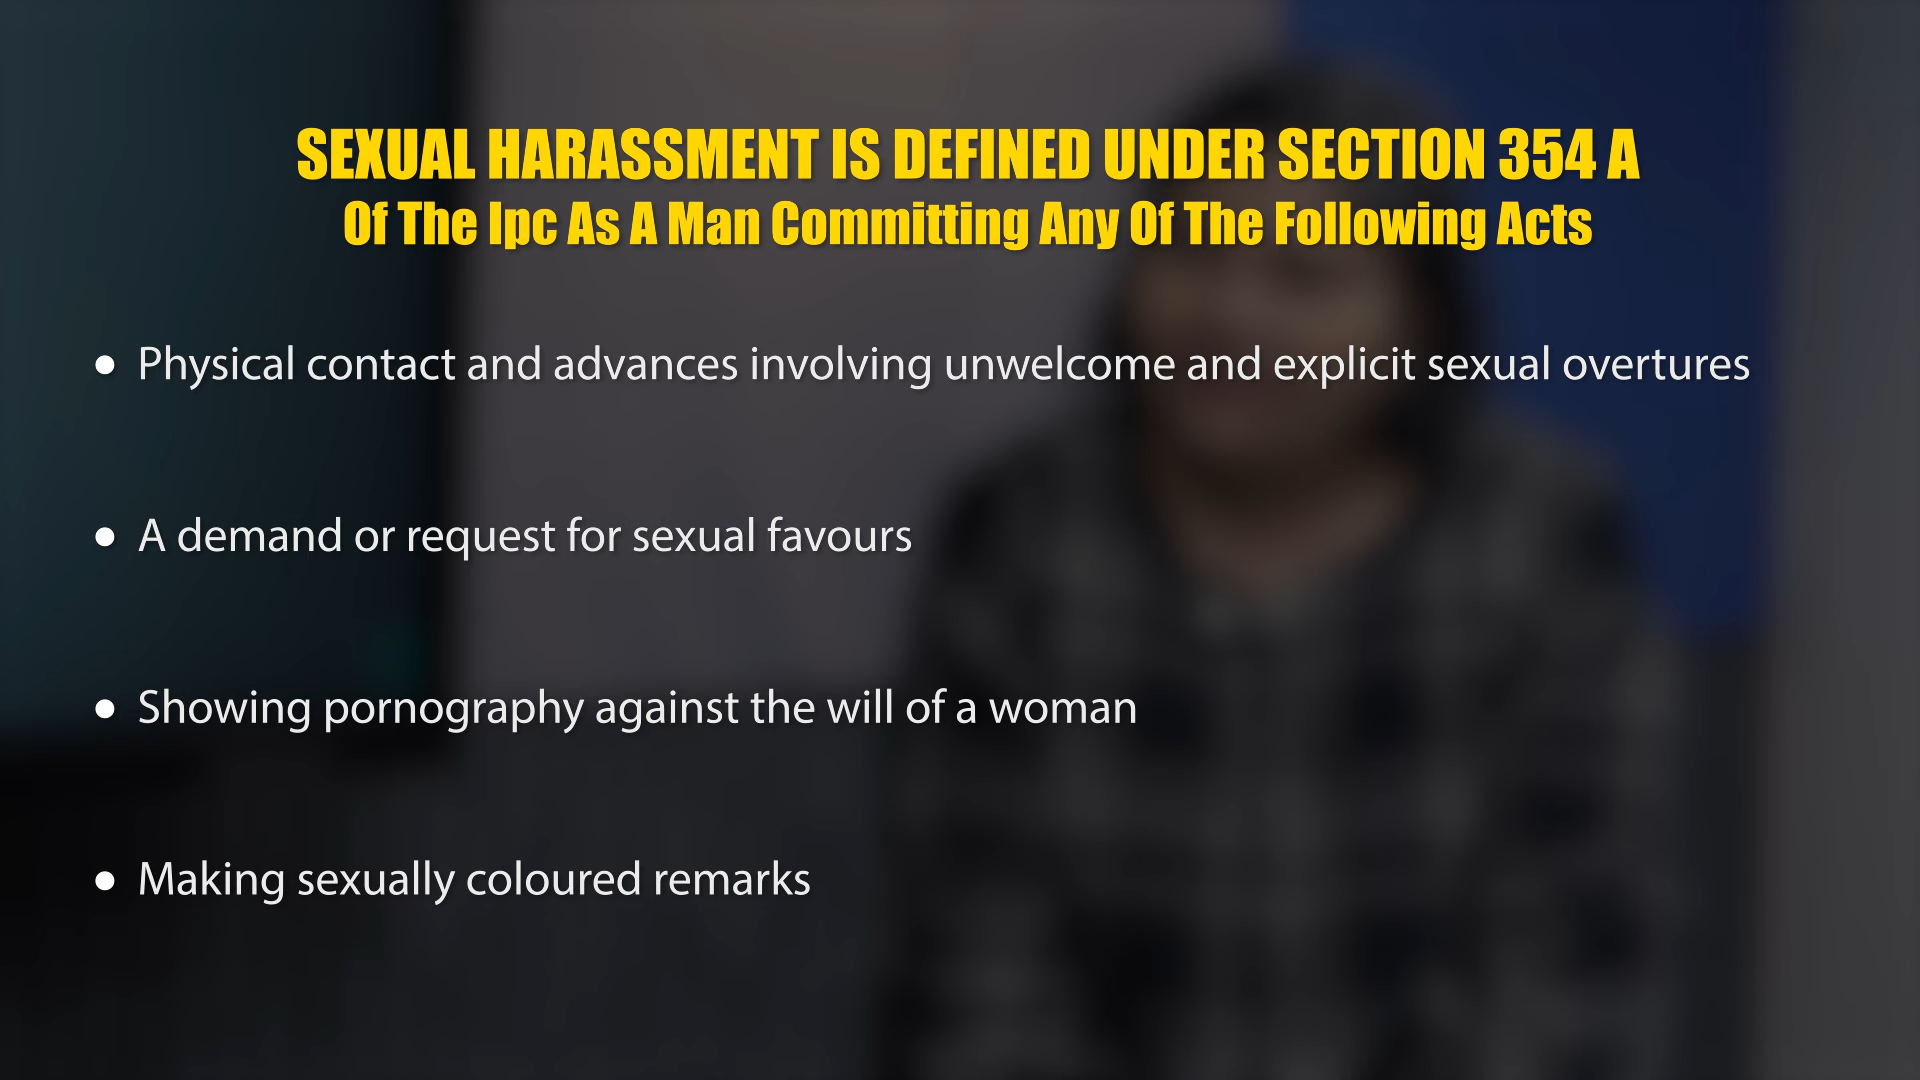 SEXUAL HARASSMENT IS DEFINED UNDER SECTION 354 A
Of The Ipc As A Man Committing Any Of The Following Acts
● Physical contact and advances involving unwelcome and explicit sexual overtures
● A demand or request for sexual favours
● Showing pornography against the will of a woman
● Making sexually coloured remarks